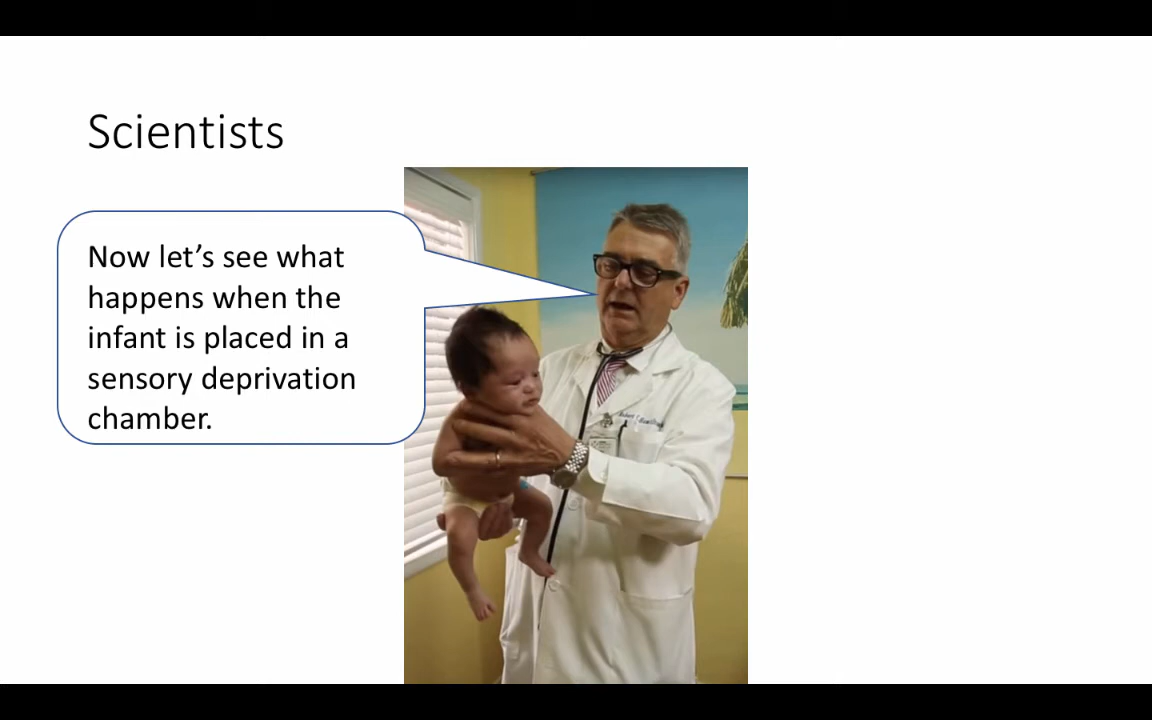 Scientists
Now let’s see what
happens when the
infant is placed in a
sensory deprivation
chamber.